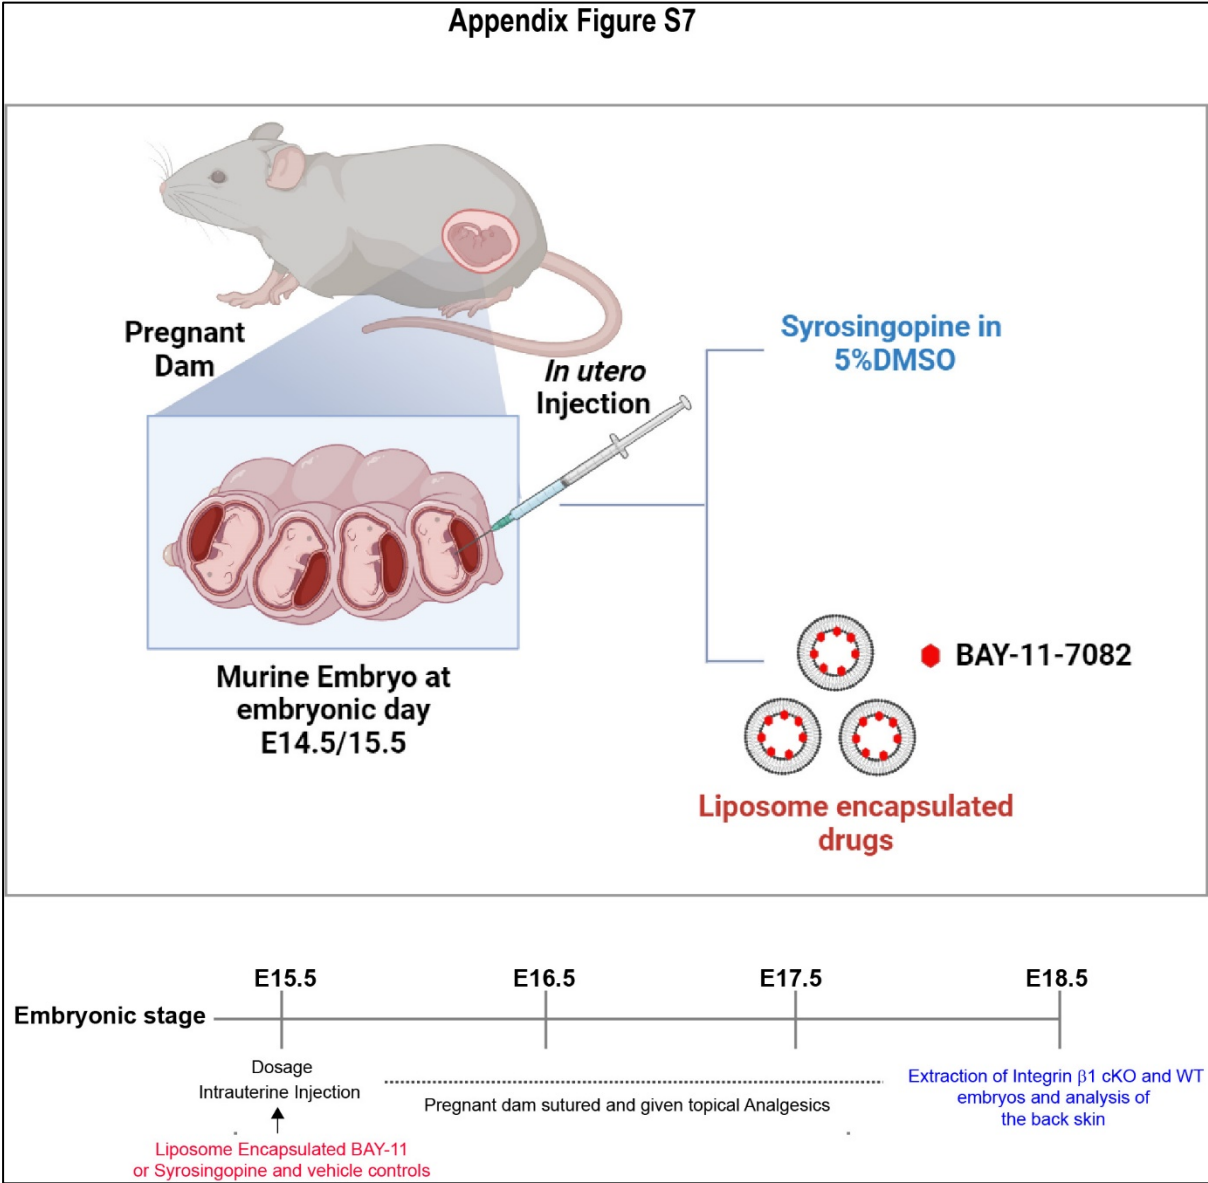 Appendix Figure S7
Pregnant
Dam
In utero
Injection
Syrosingopine in
5%DMSO
Murine Embryo at
embryonic day
E14.5/15.5
BAY-11-7082
Liposome encapsulated
drugs
E15.5
E16.5
E17.5
E18.5
Embryonic stage
Dosage
Intrauterine Injection
Pregnant dam sutured and given topical Analgesics
Extraction of Integrin β1 cKO and WT
embryos and analysis of
the back skin
Liposome Encapsulated BAY-11
or Syrosingopine and vehicle controls